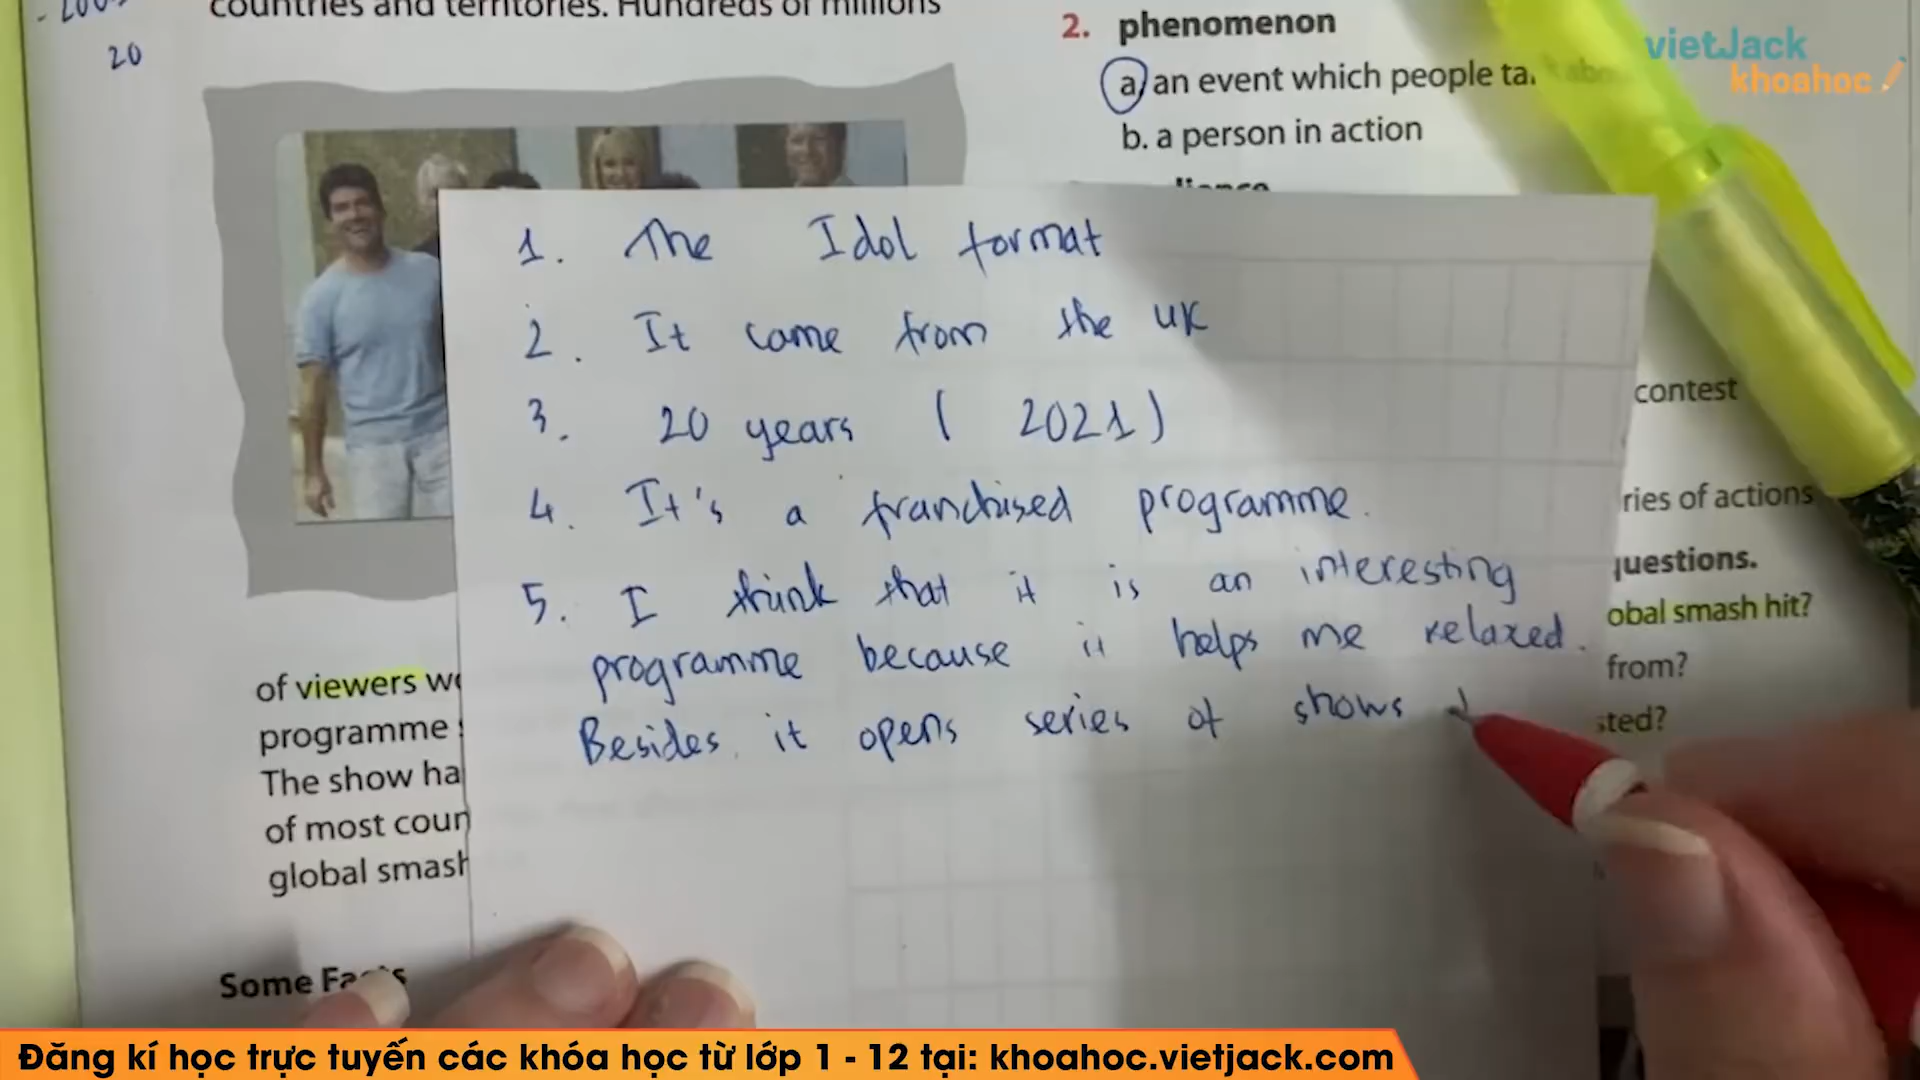 20
countries and territories. Hundreds of millions
2. phenomenon
a. an event which people ta
b. a person in action
vietJack
khoahoc
1. The Idol format
2. It came from the UK
3. 20 years ( 2021 )
4. It's a franchised programme.
5. I think that it is an interesting
programme because it helps me relaxed.
Besides, it opens series of shows
contest
ries of actions
uestions.
obal smash hit?
from?
sted?
of viewers we
programme
The show ha
of most coun
global smash
Some Facts
Đăng kí học trực tuyến các khóa học từ lớp 1 - 12 tại: khoahoc.vietjack.com